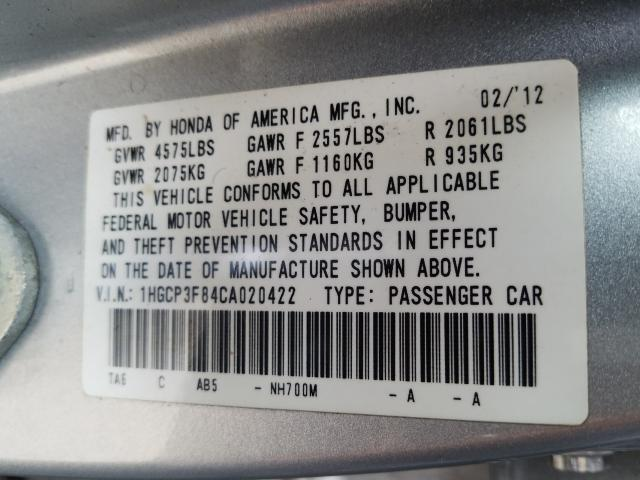 MFD. BY HONDA OF AMERICA MFG., INC. 02/'12
GVWR 4575LBS GAWR F 2557LBS R 2061LBS
GVWR 2075KG GAWR F 1160KG R 935KG
THIS VEHICLE CONFORMS TO ALL APPLICABLE
FEDERAL MOTOR VEHICLE SAFETY, BUMPER,
AND THEFT PREVENTION STANDARDS IN EFFECT
ON THE DATE OF MANUFACTURE SHOWN ABOVE.
V.I.N.: 1HGCP3F84CA020422 TYPE: PASSENGER CAR
TA6 C AB5 - NH700M - A - A